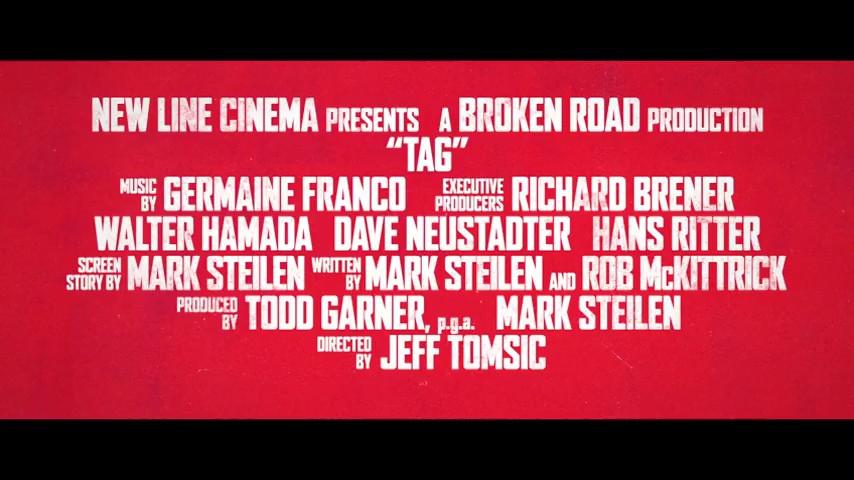 NEW LINE CINEMA PRESENTS A BROKEN ROAD PRODUCTION
“TAG”
MUSIC BY GERMAINE FRANCO EXECUTIVE PRODUCERS RICHARD BRENER
WALTER HAMADA DAVE NEUSTADTER HANS RITTER
SCREEN STORY BY MARK STEILEN WRITTEN BY MARK STEILEN AND ROB McKITTRICK
PRODUCED BY TODD GARNER, p.g.a. MARK STEILEN
DIRECTED BY JEFF TOMSIC